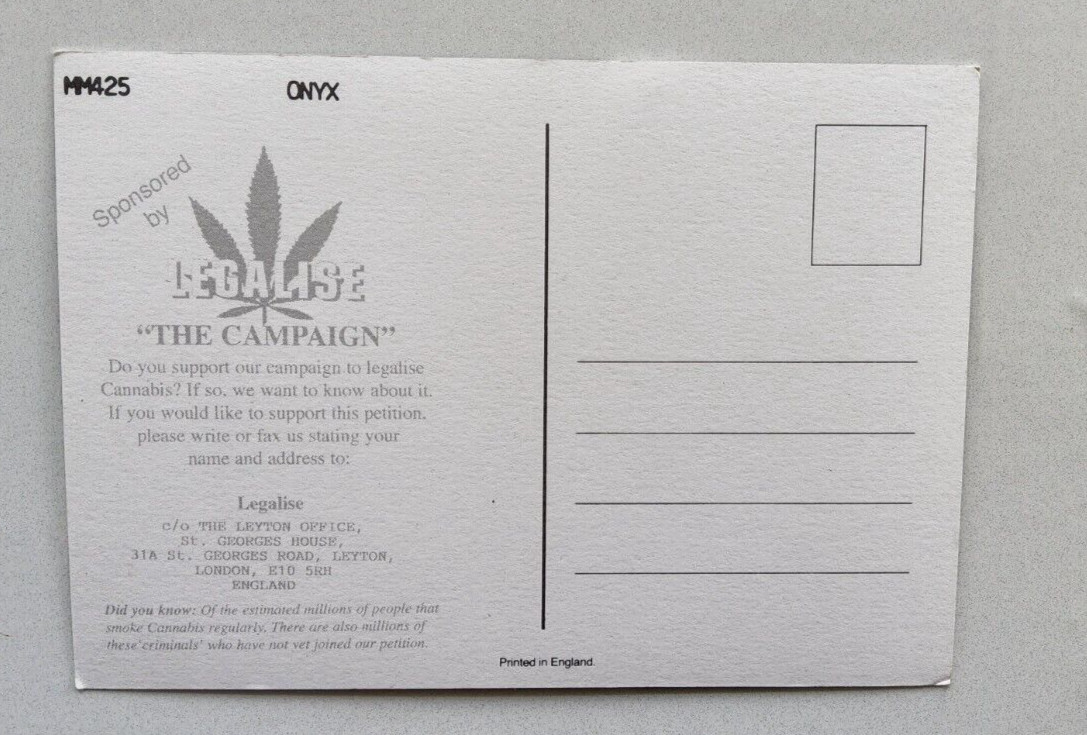 MM425 ONYX
Sponsored
by
LEGALISE
“THE CAMPAIGN”
Do you support our campaign to legalise
Cannabis? If so, we want to know about it.
If you would like to support this petition,
please write or fax us stating your
name and address to:
Legalise
c/o THE LEYTON OFFICE,
St. GEORGES HOUSE,
31A St. GEORGES ROAD, LEYTON,
LONDON, E10 5RH
ENGLAND
Did you know: Of the estimated millions of people that
smoke Cannabis regularly. There are also millions of
these‘criminals’ who have not yet joined our petition.
Printed in England.